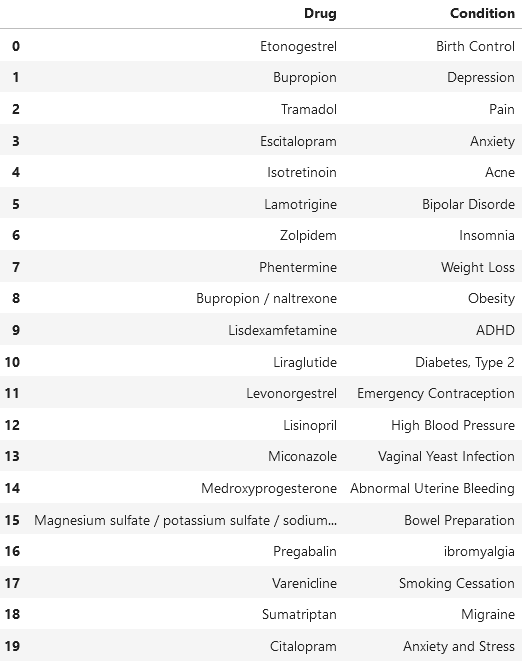 Drug Condition
0 Etonogestrel Birth Control
1 Bupropion Depression
2 Tramadol Pain
3 Escitalopram Anxiety
4 Isotretinoin Acne
5 Lamotrigine Bipolar Disorde
6 Zolpidem Insomnia
7 Phentermine Weight Loss
8 Bupropion / naltrexone Obesity
9 Lisdexamfetamine ADHD
10 Liraglutide Diabetes, Type 2
11 Levonorgestrel Emergency Contraception
12 Lisinopril High Blood Pressure
13 Miconazole Vaginal Yeast Infection
14 Medroxyprogesterone Abnormal Uterine Bleeding
15 Magnesium sulfate / potassium sulfate / sodium... Bowel Preparation
16 Pregabalin ibromyalgia
17 Varenicline Smoking Cessation
18 Sumatriptan Migraine
19 Citalopram Anxiety and Stress